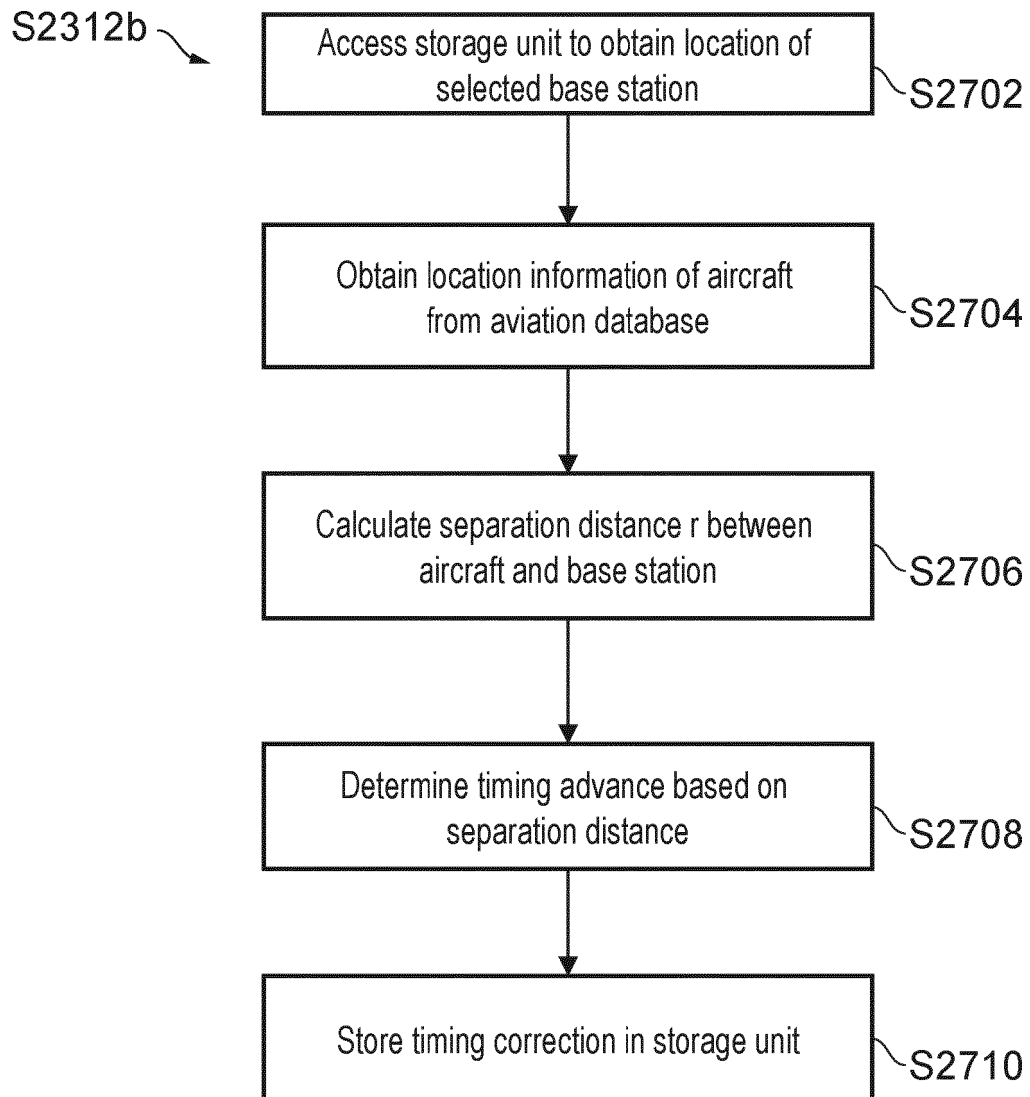 S2312b
Access storage unit to obtain location of
selected base station
S2702
Obtain location information of aircraft
from aviation database
S2704
Calculate separation distance r between
aircraft and base station
S2706
Determine timing advance based on
separation distance
S2708
Store timing correction in storage unit
S2710